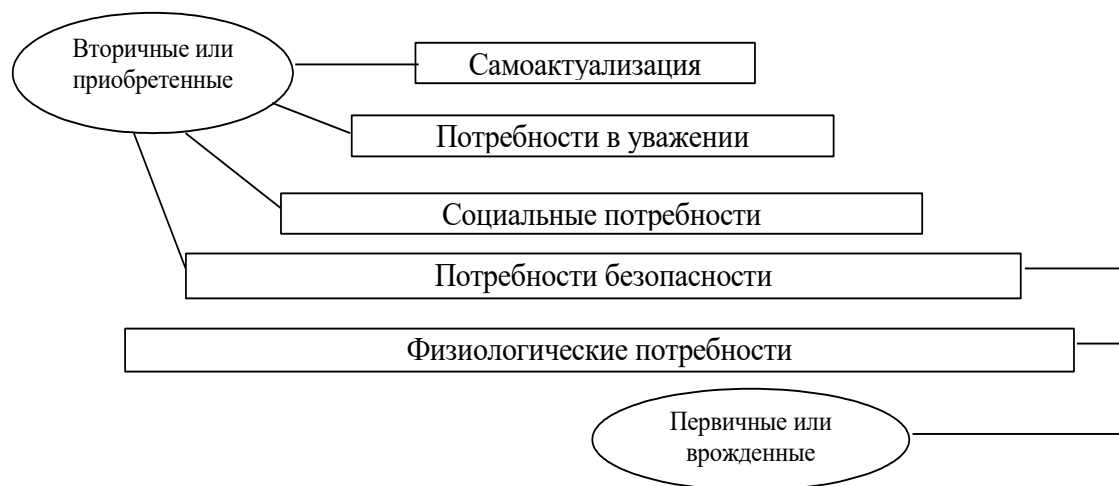 Вторичные или
приобретенные
Самоактуализация
Потребности в уважении
Социальные потребности
Потребности безопасности
Физиологические потребности
Первичные или
врожденные